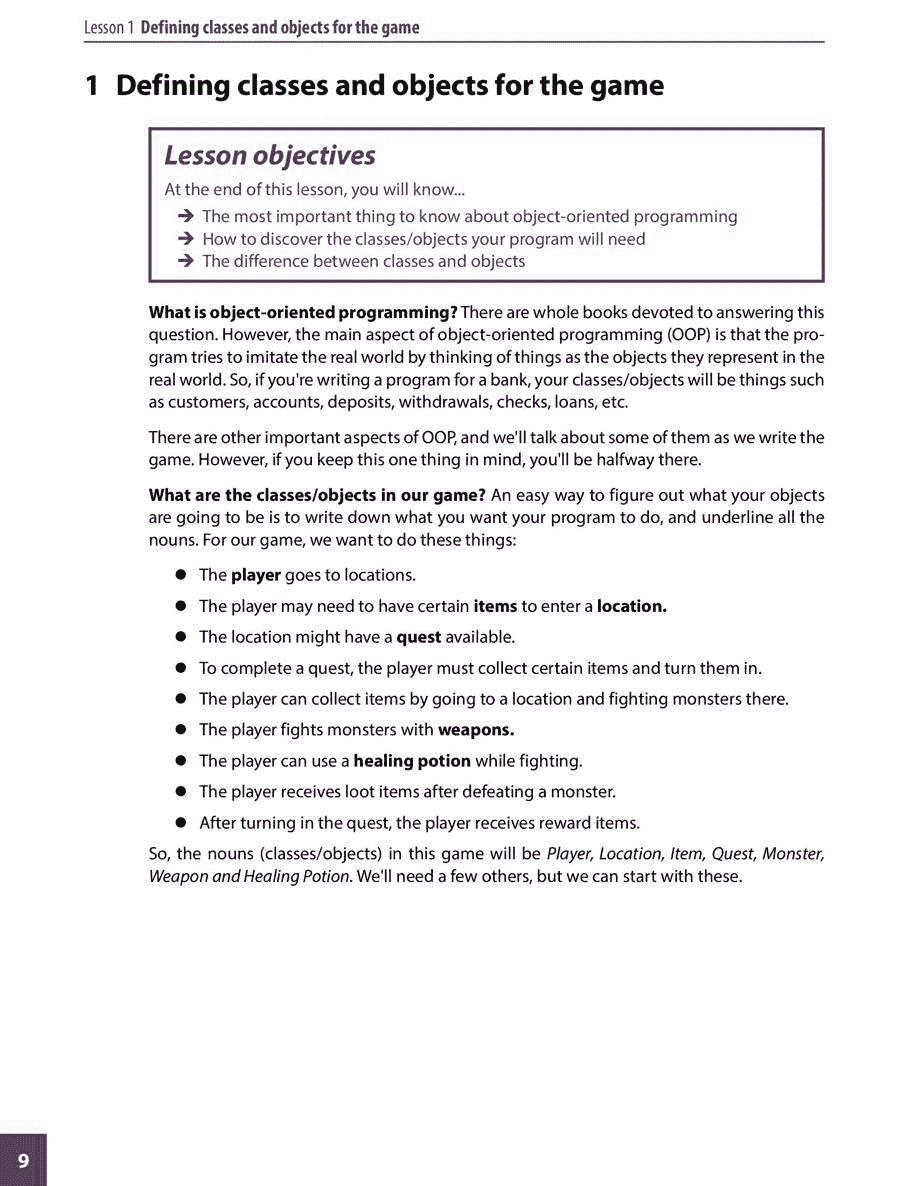 Lesson 1 Defining classes and objects for the game
1 Defining classes and objects for the game
Lesson objectives
At the end of this lesson, you will know...
➔ The most important thing to know about object-oriented programming
➔ How to discover the classes/objects your program will need
➔ The difference between classes and objects
What is object-oriented programming? There are whole books devoted to answering this
question. However, the main aspect of object-oriented programming (OOP) is that the pro-
gram tries to imitate the real world by thinking of things as the objects they represent in the
real world. So, if you're writing a program for a bank, your classes/objects will be things such
as customers, accounts, deposits, withdrawals, checks, loans, etc.
There are other important aspects of OOP, and we'll talk about some of them as we write the
game. However, if you keep this one thing in mind, you'll be halfway there.
What are the classes/objects in our game? An easy way to figure out what your objects
are going to be is to write down what you want your program to do, and underline all the
nouns. For our game, we want to do these things:
● The player goes to locations.
● The player may need to have certain items to enter a location.
● The location might have a quest available.
● To complete a quest, the player must collect certain items and turn them in.
● The player can collect items by going to a location and fighting monsters there.
● The player fights monsters with weapons.
● The player can use a healing potion while fighting.
● The player receives loot items after defeating a monster.
● After turning in the quest, the player receives reward items.
So, the nouns (classes/objects) in this game will be Player, Location, Item, Quest, Monster,
Weapon and Healing Potion. We'll need a few others, but we can start with these.
9